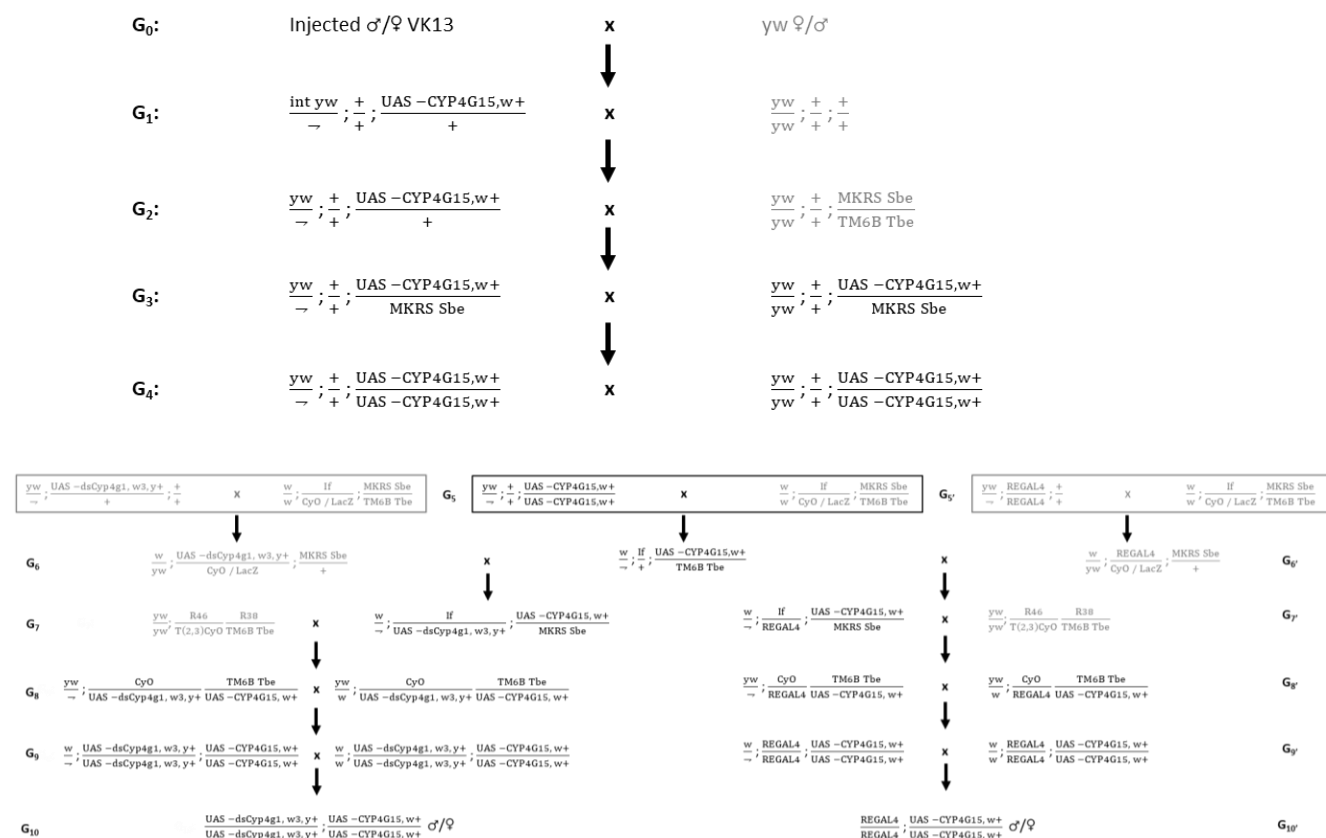 G0: Injected ♂/♀ VK13 x yw ♀/♂
G1: int yw/¬ ; +/+ ; UAS –CYP4G15,w+/+ x yw/yw ; +/+ ; +/+
G2: yw/¬ ; +/+ ; UAS –CYP4G15,w+/+ x yw/yw ; +/+ ; MKRS Sbe/TM6B Tbe
G3: yw/¬ ; +/+ ; UAS –CYP4G15,w+/MKRS Sbe x yw/yw ; +/+ ; UAS –CYP4G15,w+/MKRS Sbe
G4: yw/¬ ; +/+ ; UAS –CYP4G15,w+/UAS –CYP4G15,w+ x yw/yw ; +/+ ; UAS –CYP4G15,w+/UAS –CYP4G15,w+
yw/¬ ; UAS –dsCyp4g1, w3, y+/+ ; +/+ x w/w ; If/CyO / LacZ ; MKRS Sbe/TM6B Tbe G5 yw/¬ ; +/+ ; UAS –CYP4G15,w+/UAS –CYP4G15,w+ x w/w ; If/CyO / LacZ ; MKRS Sbe/TM6B Tbe G5' yw/¬ ; REGAL4/REGAL4 ; +/+ x w/w ; If/CyO / LacZ ; MKRS Sbe/TM6B Tbe
G6 w/yw ; UAS –dsCyp4g1, w3, y+/CyO / LacZ ; MKRS Sbe/+ x w/¬ ; If/+ ; UAS –CYP4G15,w+/TM6B Tbe x w/yw ; REGAL4/CyO / LacZ ; MKRS Sbe/+ G6'
G7 yw/yw ; R46/T(2,3)CyO R38/TM6B Tbe x w/¬ ; If/UAS –dsCyp4g1, w3, y+ ; UAS –CYP4G15, w+/MKRS Sbe w/¬ ; If/REGAL4 ; UAS –CYP4G15, w+/MKRS Sbe x yw/yw ; R46/T(2,3)CyO R38/TM6B Tbe G7'
G8 yw/¬ ; CyO/UAS –dsCyp4g1, w3, y+ TM6B Tbe/UAS –CYP4G15, w+ x yw/w ; CyO/UAS –dsCyp4g1, w3, y+ TM6B Tbe/UAS –CYP4G15, w+ yw/¬ ; CyO/REGAL4 TM6B Tbe/UAS –CYP4G15, w+ x yw/w ; CyO/REGAL4 TM6B Tbe/UAS –CYP4G15, w+ G8'
G9 w/¬ ; UAS –dsCyp4g1, w3, y+/UAS –dsCyp4g1, w3, y+ ; UAS –CYP4G15, w+/UAS –CYP4G15, w+ x w/w ; UAS –dsCyp4g1, w3, y+/UAS –dsCyp4g1, w3, y+ ; UAS –CYP4G15, w+/UAS –CYP4G15, w+ w/¬ ; REGAL4/REGAL4 ; UAS –CYP4G15, w+/UAS –CYP4G15, w+ x w/w ; REGAL4/REGAL4 ; UAS –CYP4G15, w+/UAS –CYP4G15, w+ G9'
G10 UAS –dsCyp4g1, w3, y+/UAS –dsCyp4g1, w3, y+ ; UAS –CYP4G15, w+/UAS –CYP4G15, w+ ♂/♀ REGAL4/REGAL4 ; UAS –CYP4G15, w+/UAS –CYP4G15, w+ ♂/♀ G10'